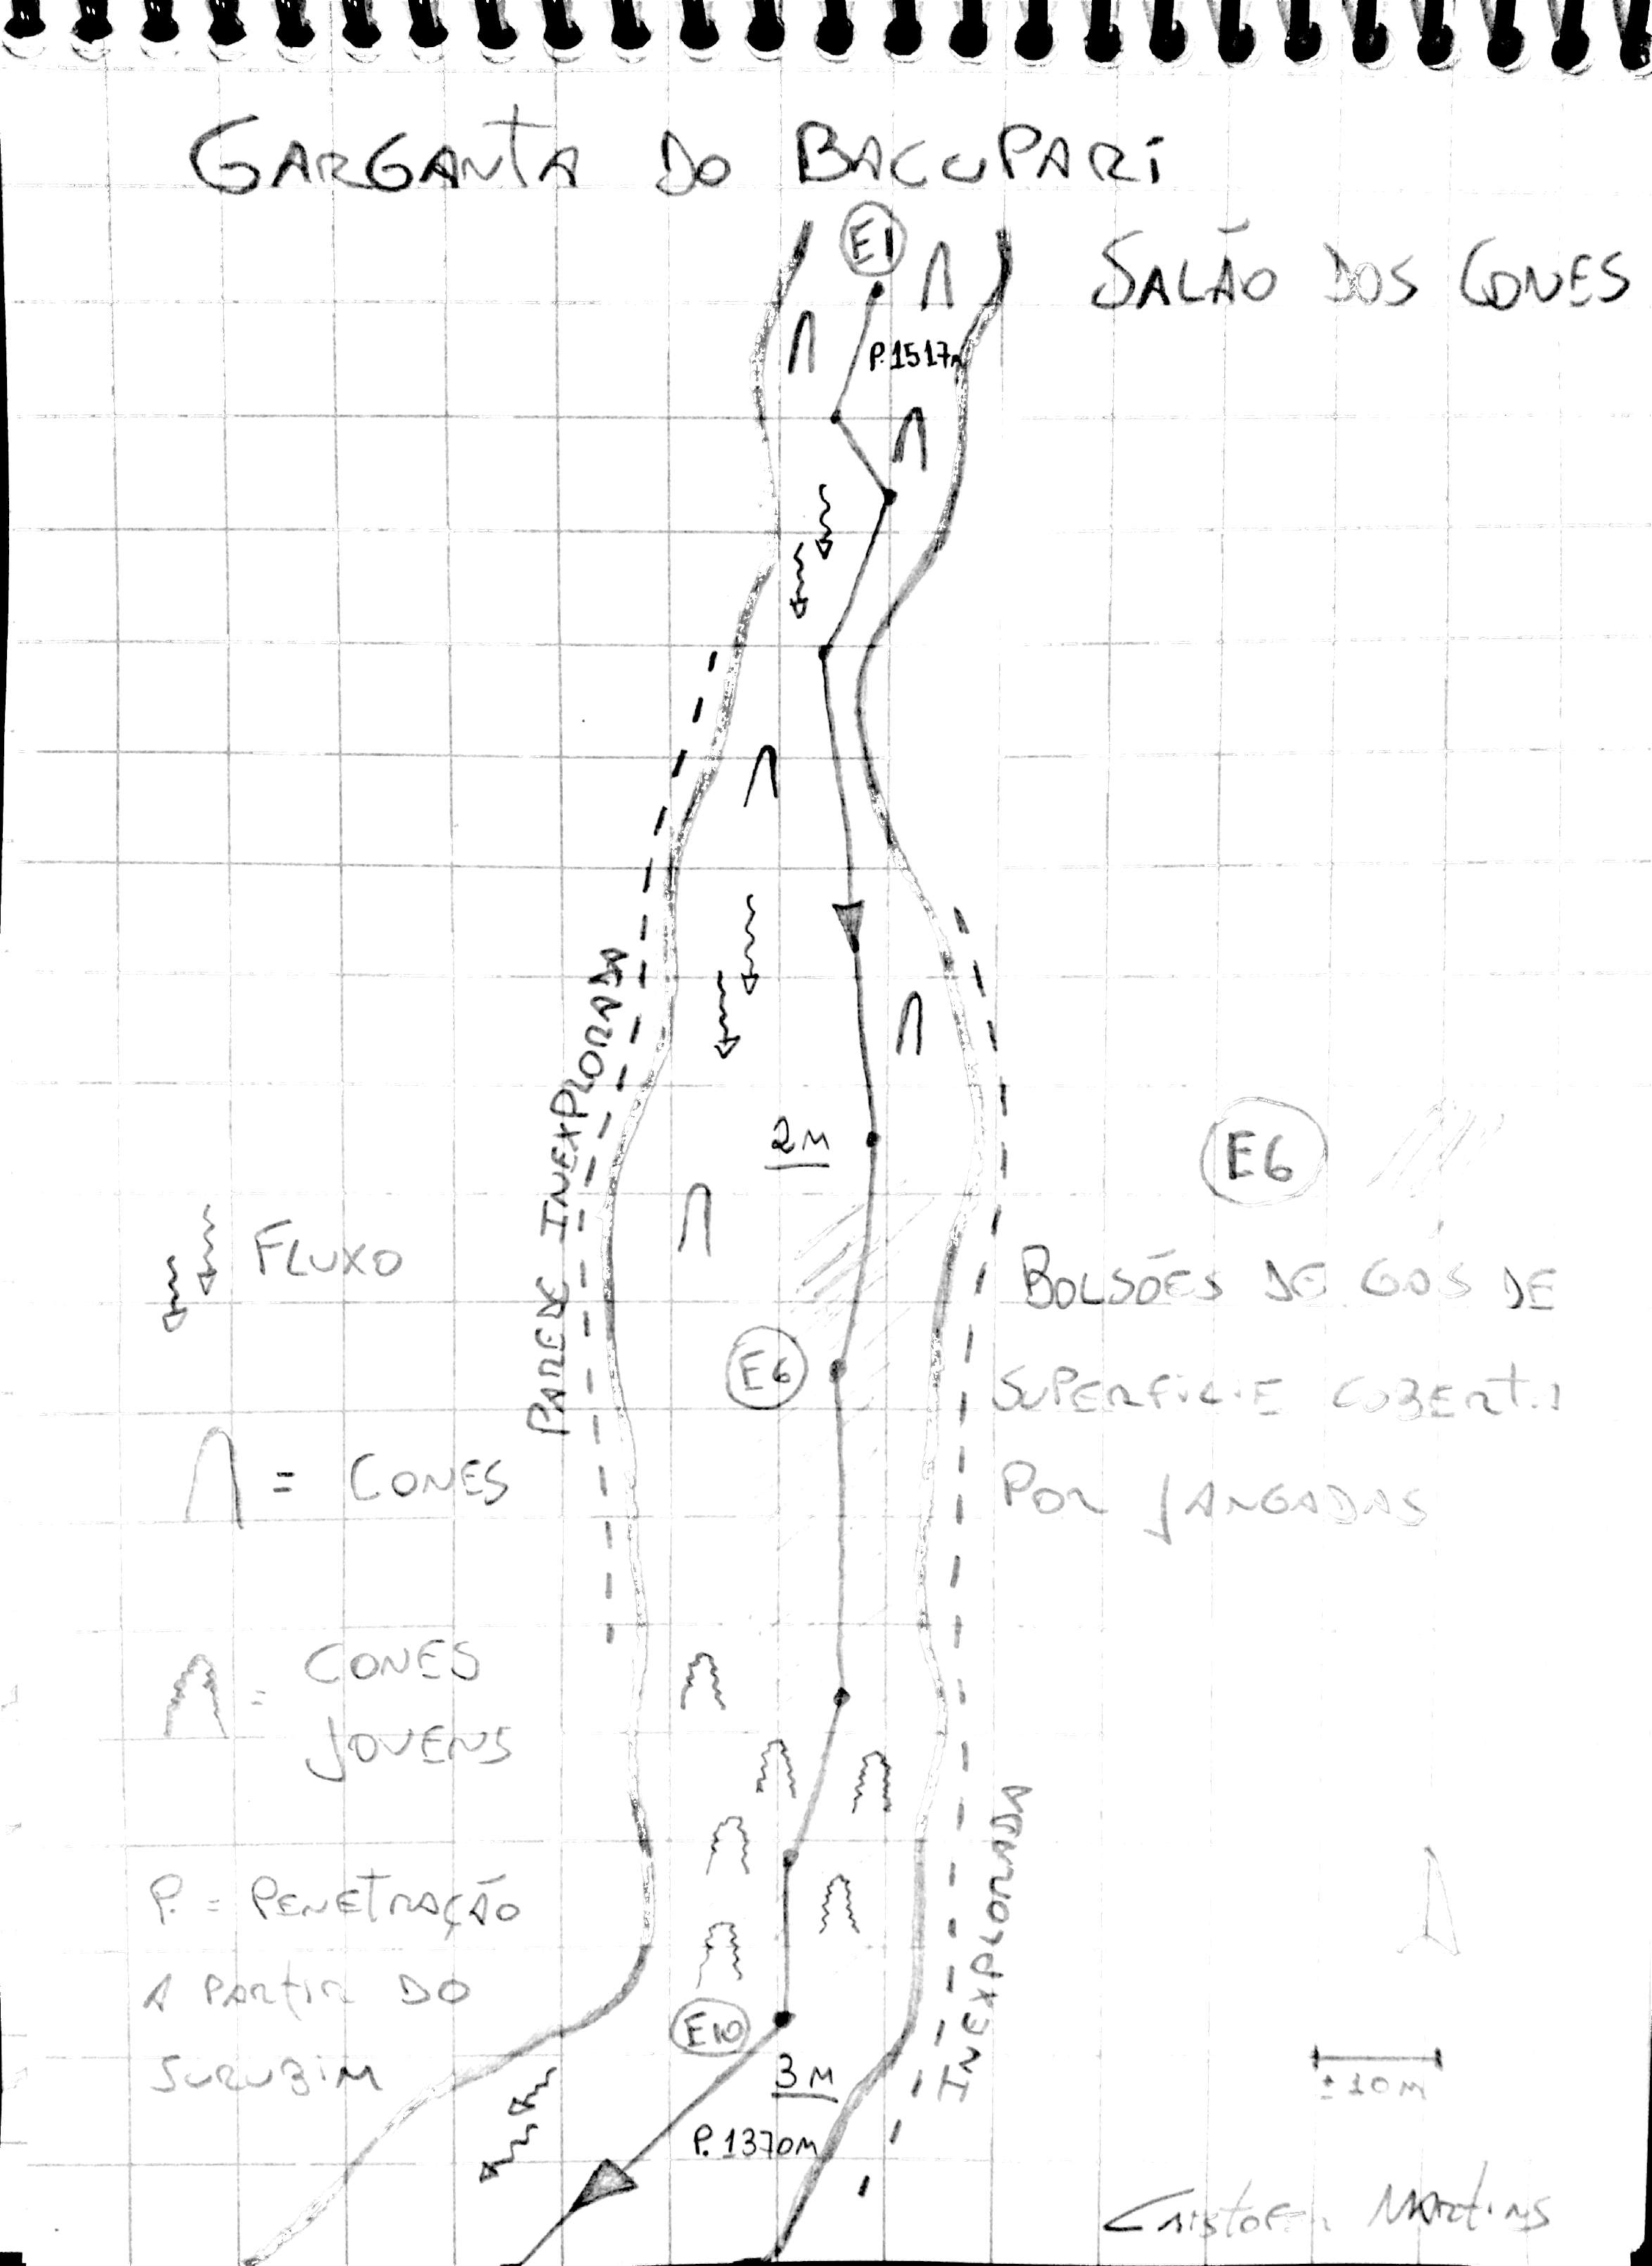 GARGANTA DO BACUPARI
E1
SALÃO DOS CONES
P.1517m
PAREDE INEXPLORADA
2M
E6
FLUXO
E6
BOLSÕES DE GÁS DE
SUPERFICIE COBERTA
POR JANGADAS
= CONES
= CONES
JOVENS
P. = PENETRAÇÃO
A PARTIR DO
SURUBIM
INEXPLORADA
E10
3M
P.1370M
± 10M
CRISTOFER MARTINS